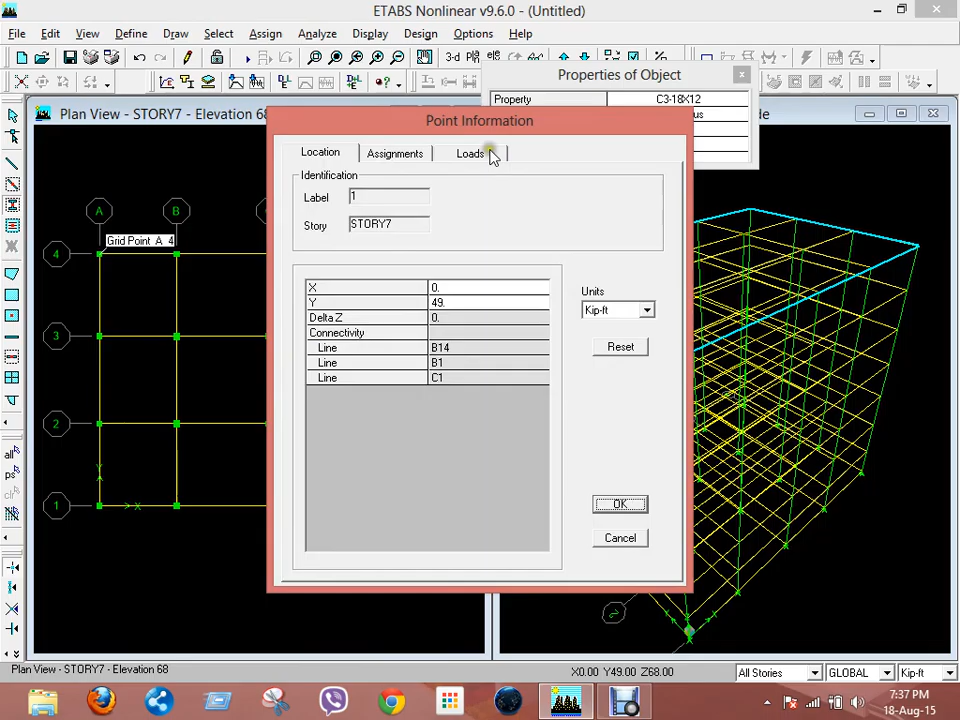 ETABS Nonlinear v9.6.0 - (Untitled)
File Edit View Define Draw Select Assign Analyze Display Design Options Help
3-d
Properties of Object
Property C3-18X12
Plan View - STORY7 - Elevation 68
Point Information
Location Assignments Loads
Identification
Label 1
Story STORY7
A B
Grid Point A 4
4
3
2
1
Y
X
X 0.
Y 49.
Delta Z 0.
Connectivity
Line B14
Line B1
Line C1
Units
Kip-ft
Reset
OK
Cancel
all
ps
clr
Plan View - STORY7 - Elevation 68
X0.00 Y49.00 Z68.00
All Stories GLOBAL Kip-ft
7:37 PM
18-Aug-15